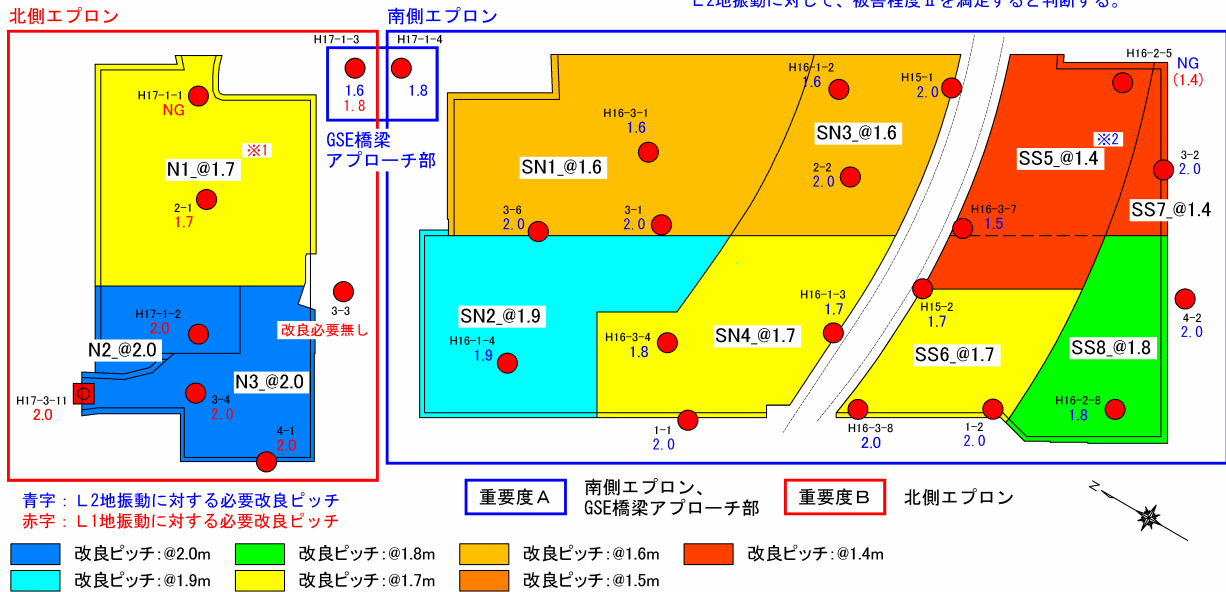 L2地振動に対して、被害程度Ⅱを満足すると判断する。
北側エプロン
南側エプロン
H17-1-3
H17-1-4
1.6
1.8
1.8
GSE橋梁
アプローチ部
H17-1-1
NG
※1
N1_@1.7
2-1
1.7
H17-1-2
2.0
N2_@2.0
3-3
改良必要無し
N3_@2.0
H17-3-11
2.0
3-4
2.0
4-1
2.0
H16-1-2
1.6
H15-1
2.0
H16-3-1
1.6
SN3_@1.6
SN1_@1.6
2-2
2.0
3-6
2.0
3-1
2.0
SN2_@1.9
H16-1-4
1.9
H16-3-4
1.8
SN4_@1.7
H16-1-3
1.7
1-1
2.0
H16-2-5
NG
(1.4)
※2
SS5_@1.4
3-2
2.0
SS7_@1.4
H16-3-7
1.5
H15-2
1.7
SS6_@1.7
SS8_@1.8
4-2
2.0
H16-3-8
2.0
1-2
2.0
H16-2-8
1.8
青字：L2地振動に対する必要改良ピッチ
赤字：L1地振動に対する必要改良ピッチ
重要度A
南側エプロン、
GSE橋梁アプローチ部
重要度B
北側エプロン
N
改良ピッチ:@2.0m
改良ピッチ:@1.8m
改良ピッチ:@1.6m
改良ピッチ:@1.4m
改良ピッチ:@1.9m
改良ピッチ:@1.7m
改良ピッチ:@1.5m